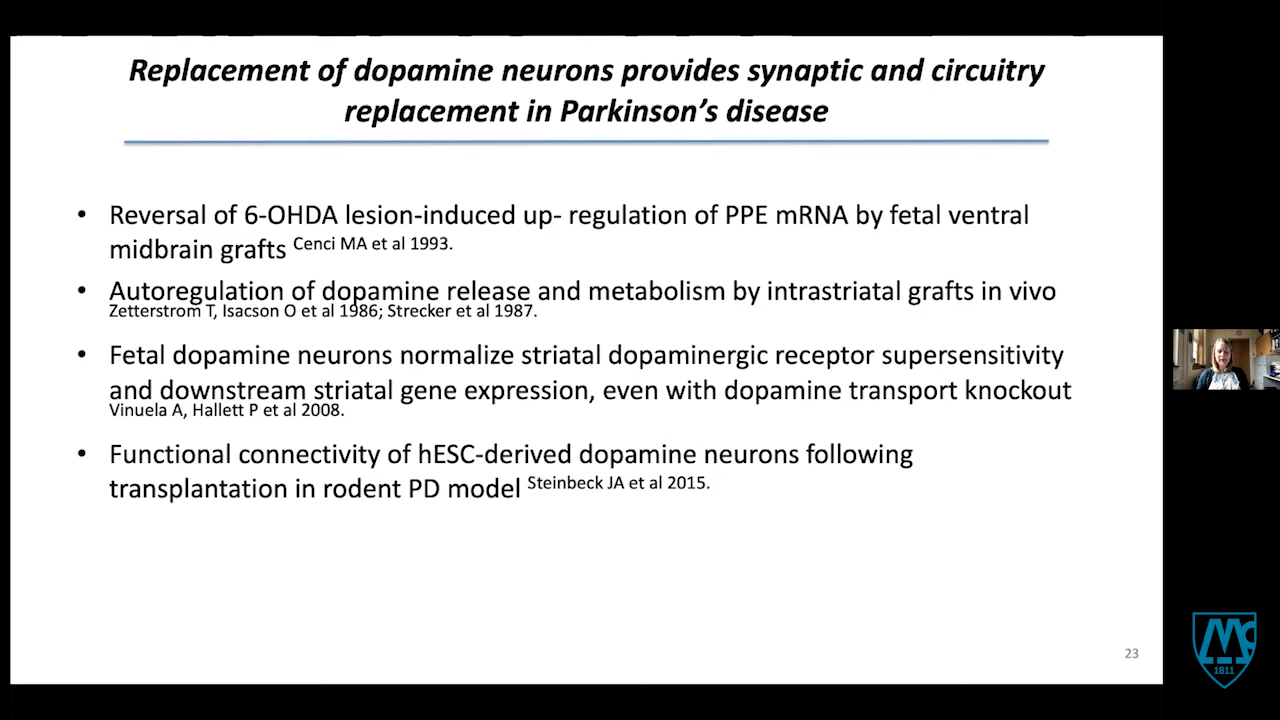 Replacement of dopamine neurons provides synaptic and circuitry
replacement in Parkinson’s disease
• Reversal of 6-OHDA lesion-induced up- regulation of PPE mRNA by fetal ventral
midbrain grafts Cenci MA et al 1993.
• Autoregulation of dopamine release and metabolism by intrastriatal grafts in vivo
Zetterstrom T, Isacson O et al 1986; Strecker et al 1987.
• Fetal dopamine neurons normalize striatal dopaminergic receptor supersensitivity
and downstream striatal gene expression, even with dopamine transport knockout
Vinuela A, Hallett P et al 2008.
• Functional connectivity of hESC-derived dopamine neurons following
transplantation in rodent PD model Steinbeck JA et al 2015.
23
1811